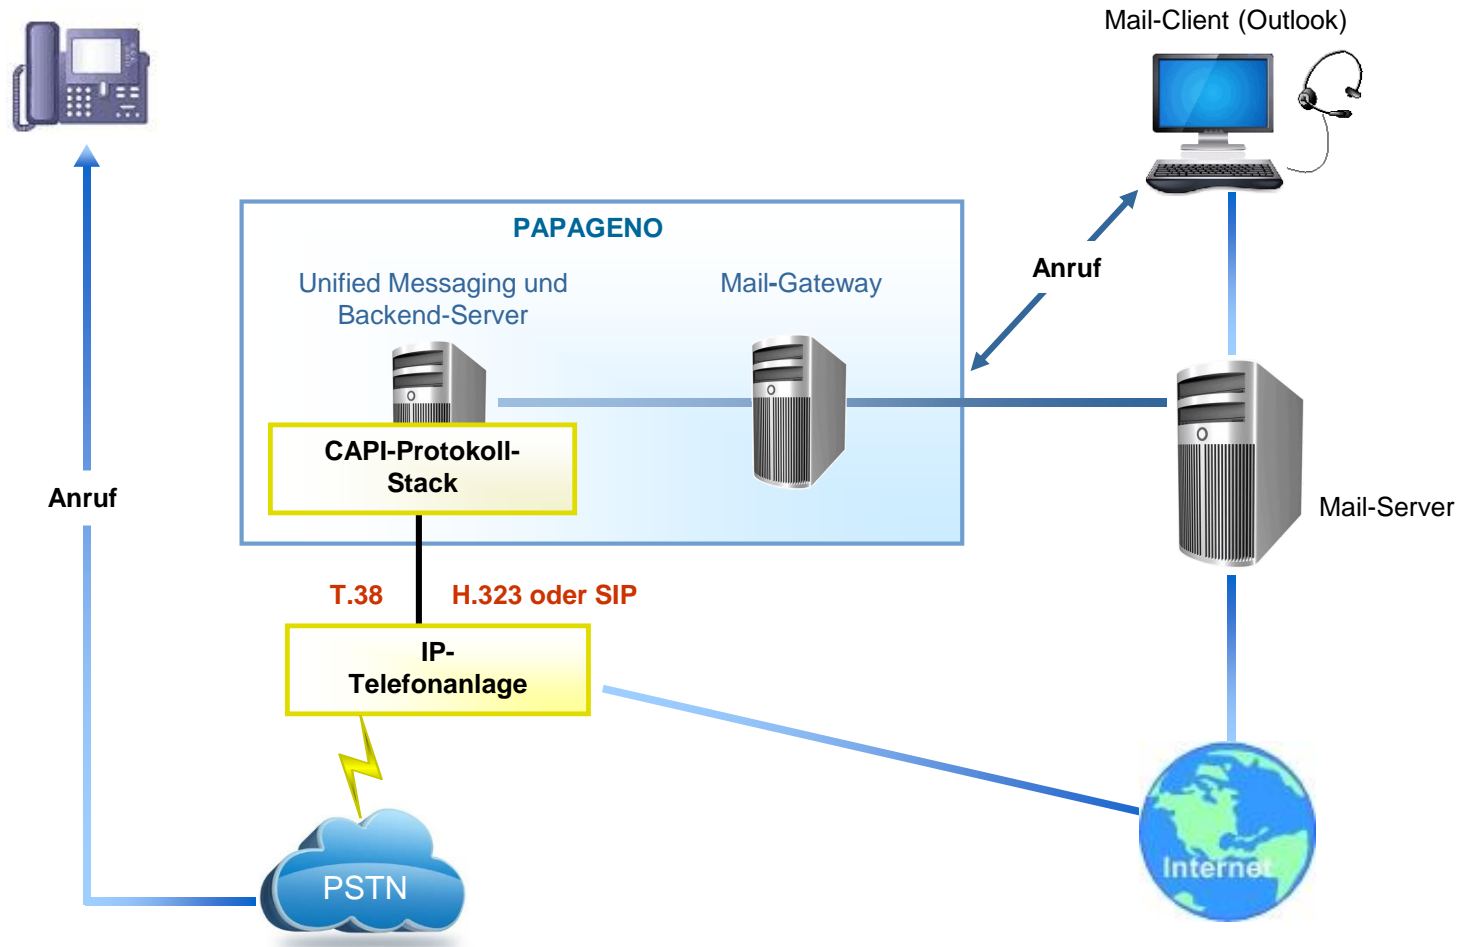 Mail-Client (Outlook)
PAPAGENO
Unified Messaging und
Backend-Server
Mail-Gateway
Anruf
CAPI-Protokoll-
Stack
Anruf
Mail-Server
T.38
H.323 oder SIP
IP-
Telefonanlage
PSTN
Internet